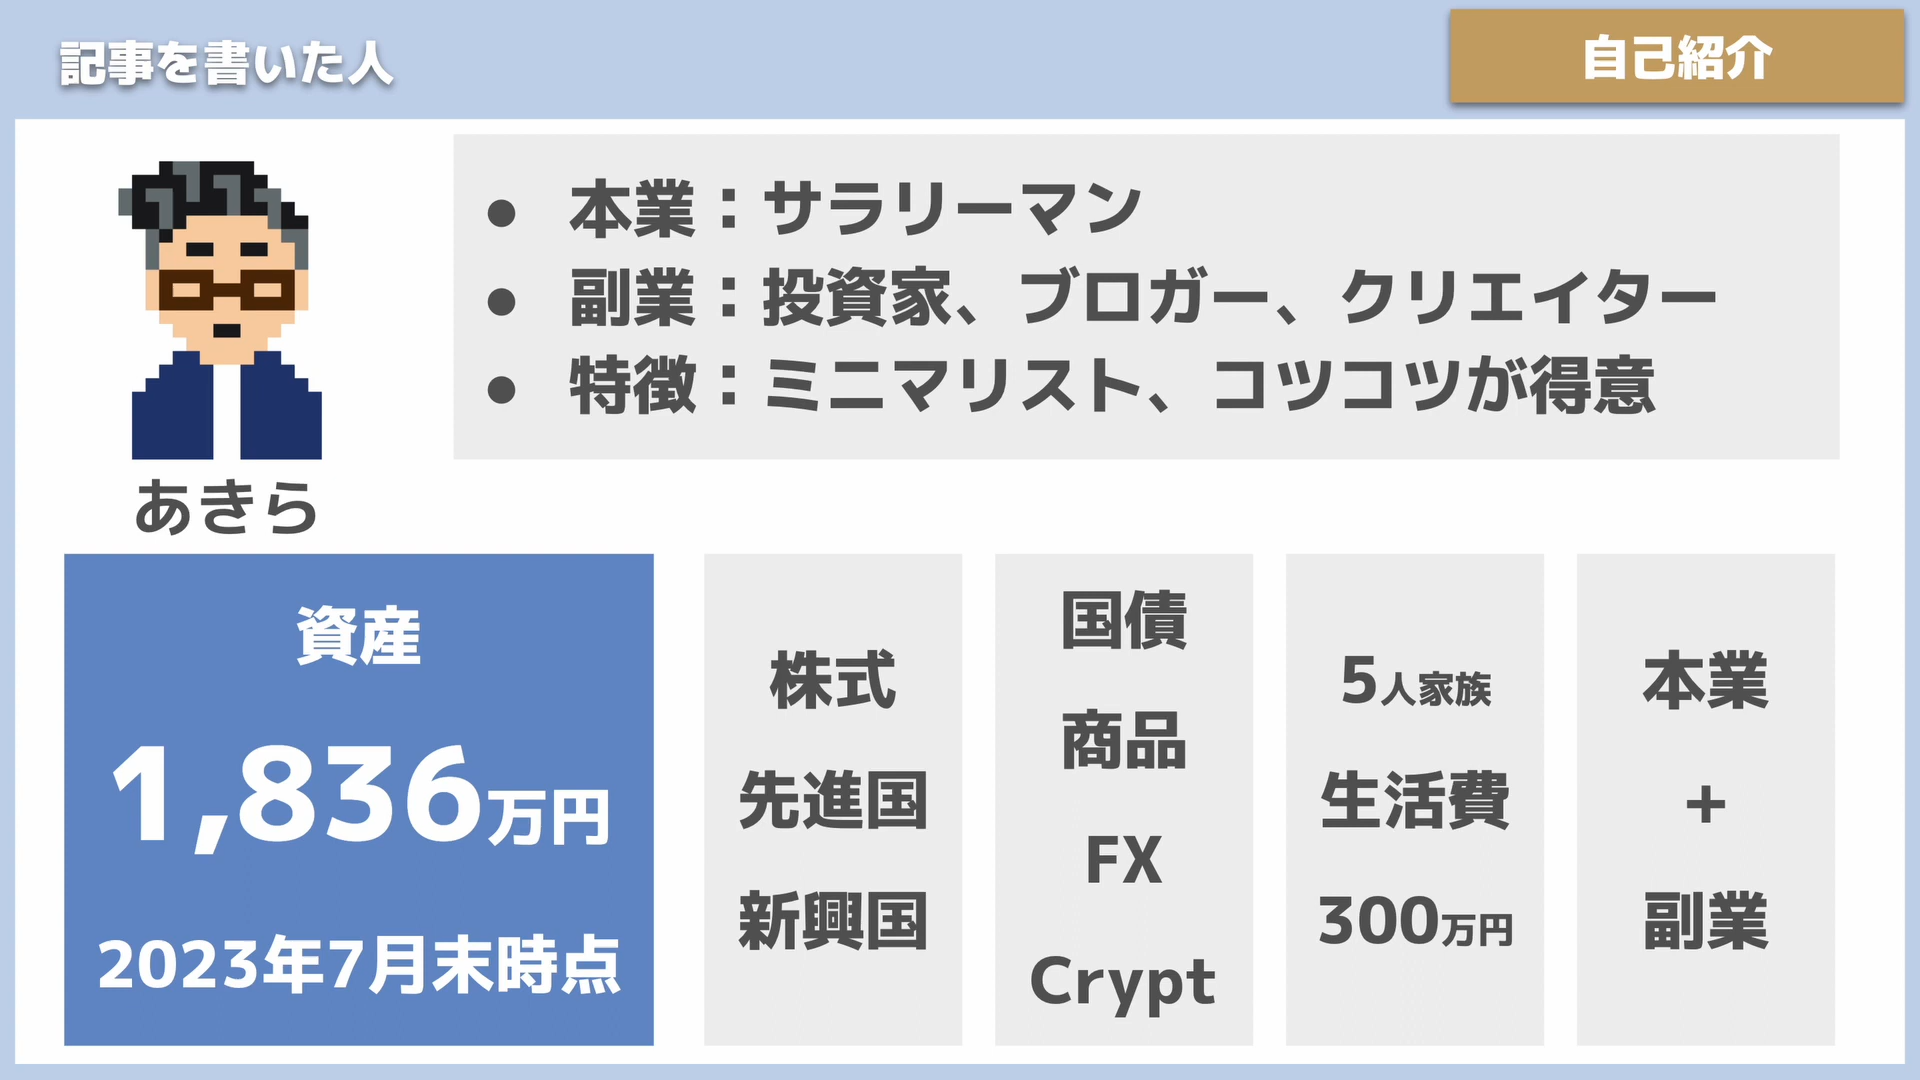 記事を書いた人
自己紹介
● 本業：サラリーマン
● 副業：投資家、ブロガー、クリエイター
● 特徴：ミニマリスト、コツコツが得意
あきら
資産
1,836万円
2023年7月末時点
株式
先進国
新興国
国債
商品
FX
Crypt
5人家族
生活費
300万円
本業
+
副業